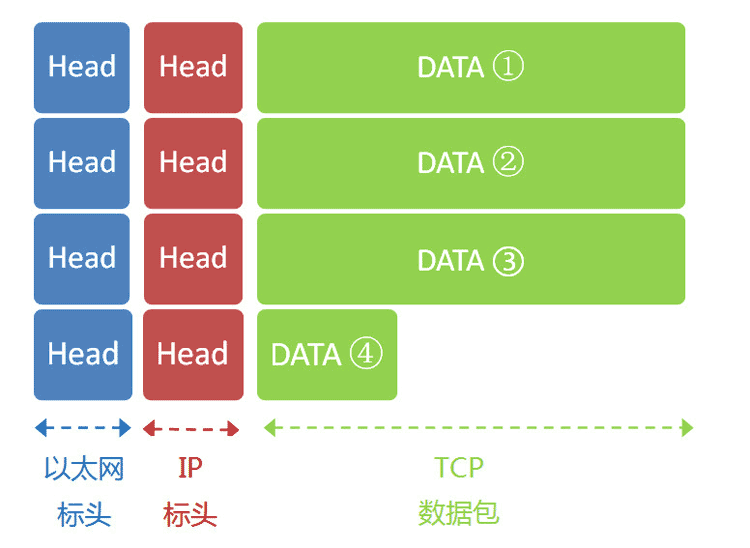 Head Head DATA ①
Head Head DATA ②
Head Head DATA ③
Head Head DATA ④
以太网 IP TCP
标头 标头 数据包